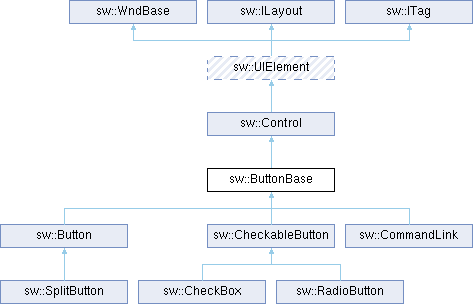 sw::WndBase
sw::ILayout
sw::ITag
sw::UIElement
sw::Control
sw::ButtonBase
sw::Button
sw::CheckableButton
sw::CommandLink
sw::SplitButton
sw::CheckBox
sw::RadioButton